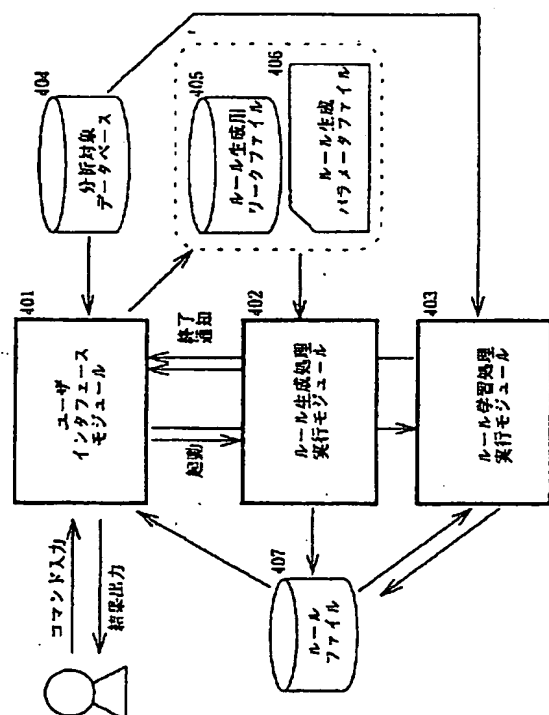 404
分析対象
データベース
405
ルール生成用
ワークファイル
406
ルール生成
パラメータファイル
401
ユーザ
インタフェース
モジュール
コマンド入力
結果出力
起動
終了
通知
402
ルール生成処理
実行モジュール
403
ルール学習処理
実行モジュール
407
ルール
ファイル